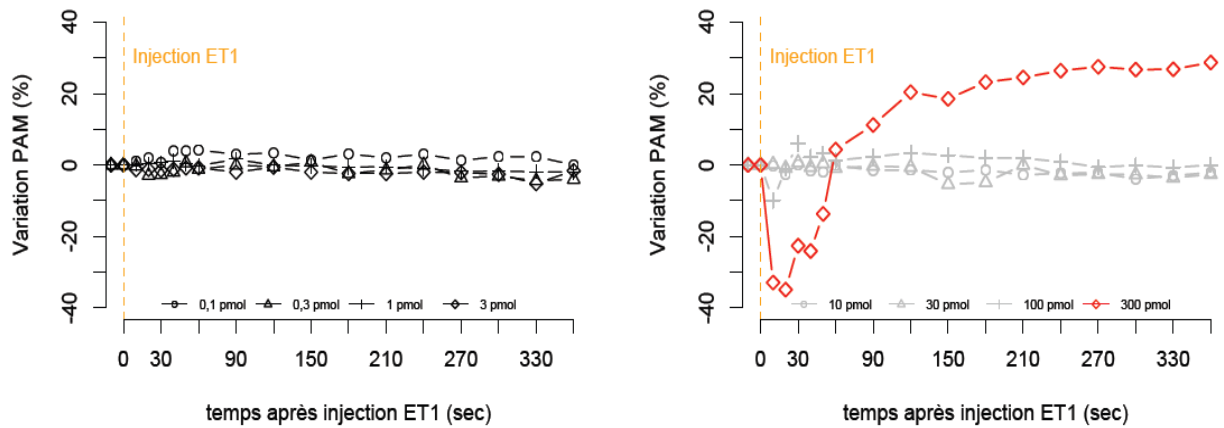 40
20
0
-20
-40
Variation PAM (%)
Injection ET1
0,1 pmol 0,3 pmol 1 pmol 3 pmol
0 30 90 150 210 270 330
temps après injection ET1 (sec)
40
20
0
-20
-40
Variation PAM (%)
Injection ET1
10 pmol 30 pmol 100 pmol 300 pmol
0 30 90 150 210 270 330
temps après injection ET1 (sec)